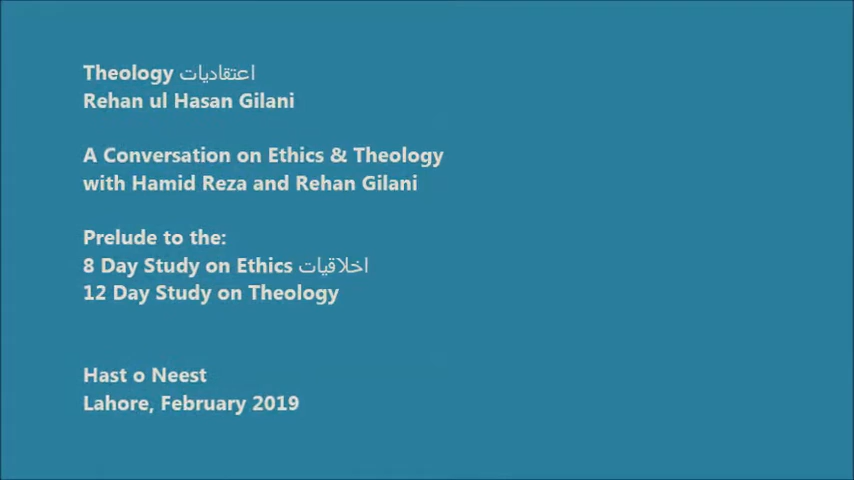 Theology اعتقادیات
Rehan ul Hasan Gilani
A Conversation on Ethics & Theology
with Hamid Reza and Rehan Gilani
Prelude to the:
8 Day Study on Ethics اخلاقیات
12 Day Study on Theology
Hast o Neest
Lahore, February 2019